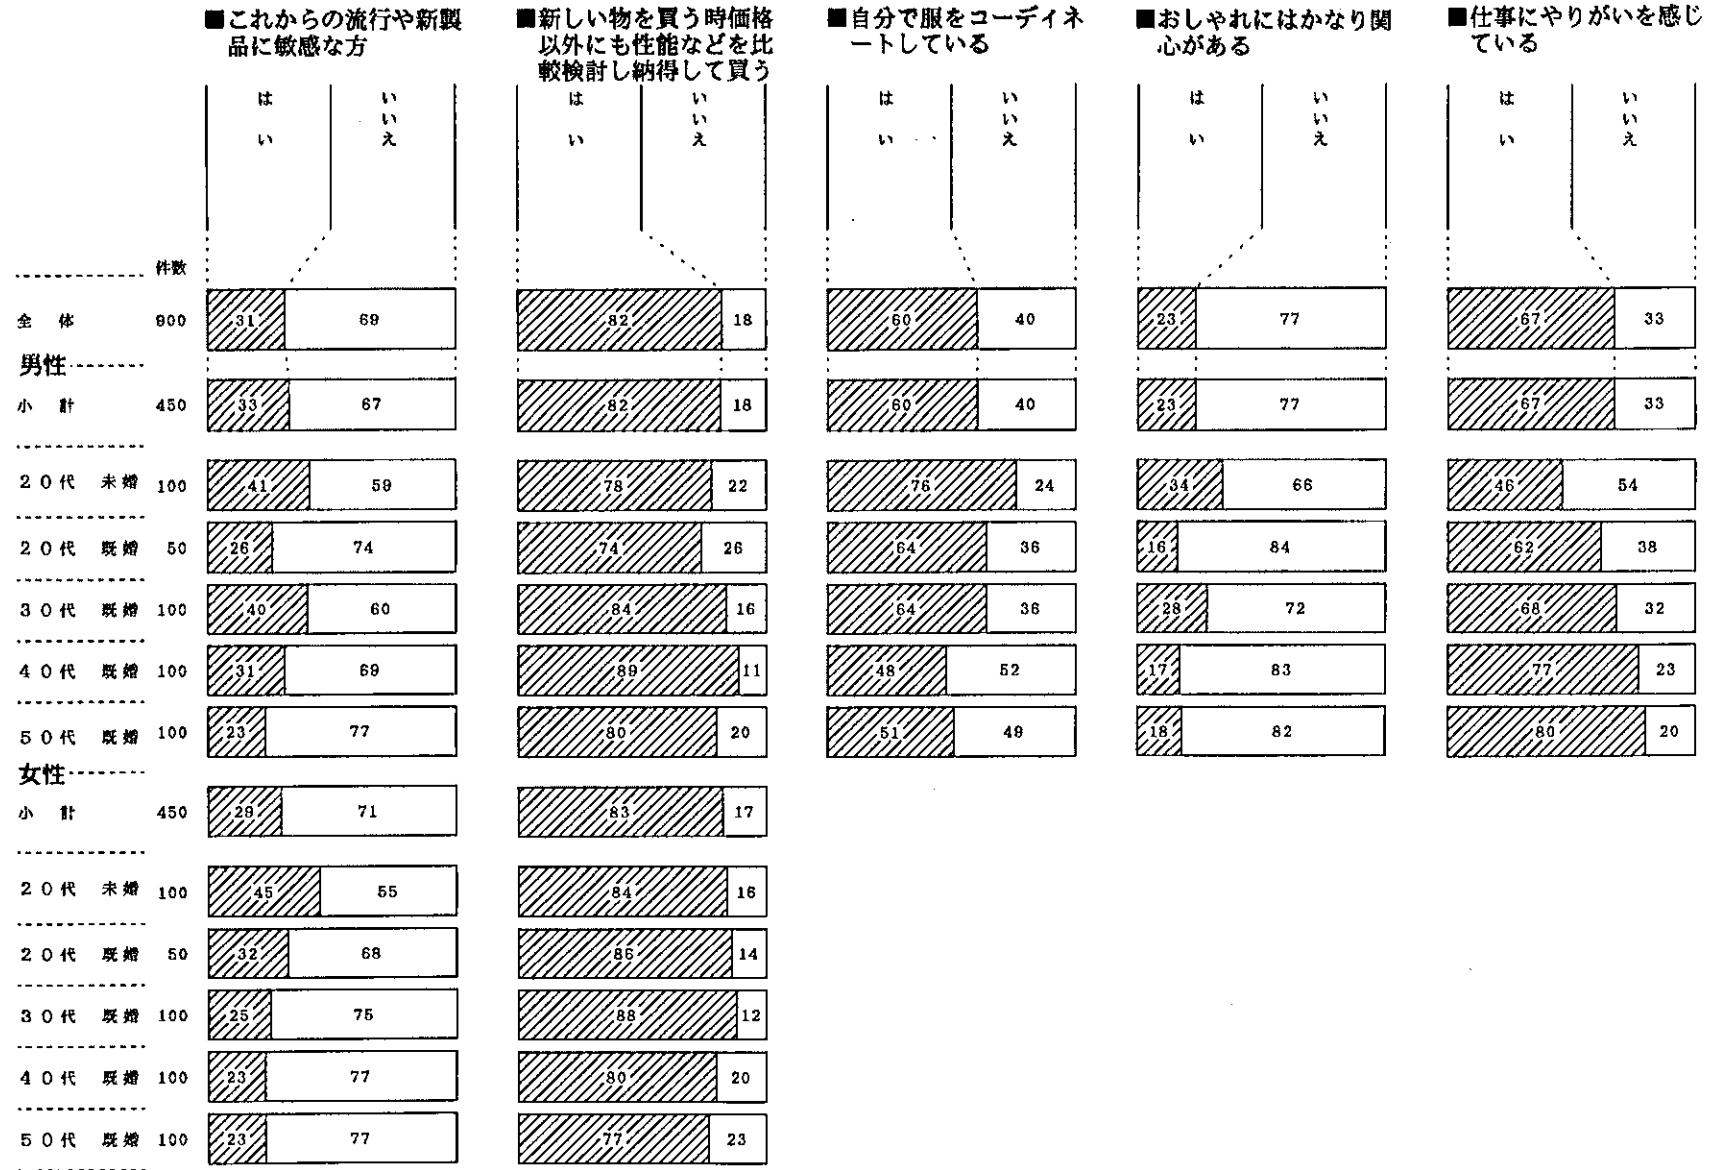 ■これからの流行や新製
品に敏感な方
■新しい物を買う時価格
以外にも性能などを比
較検討し納得して買う
■自分で服をコーディネ
ートしている
■おしゃれにはかなり関
心がある
■仕事にやりがいを感じ
ている
はい いいえ はい いいえ はい いいえ はい いいえ はい いいえ
件数
全体 900 31 69 82 18 60 40 23 77 67 33
男性
小計 450 33 67 82 18 60 40 23 77 67 33
20代 未婚 100 41 59 78 22 76 24 34 66 46 54
20代 既婚 50 26 74 74 26 64 36 16 84 62 38
30代 既婚 100 40 60 84 16 64 36 28 72 68 32
40代 既婚 100 31 69 89 11 48 52 17 83 77 23
50代 既婚 100 23 77 80 20 51 49 18 82 80 20
女性
小計 450 29 71 83 17
20代 未婚 100 45 55 84 16
20代 既婚 50 32 68 86 14
30代 既婚 100 25 75 88 12
40代 既婚 100 23 77 80 20
50代 既婚 100 23 77 77 23